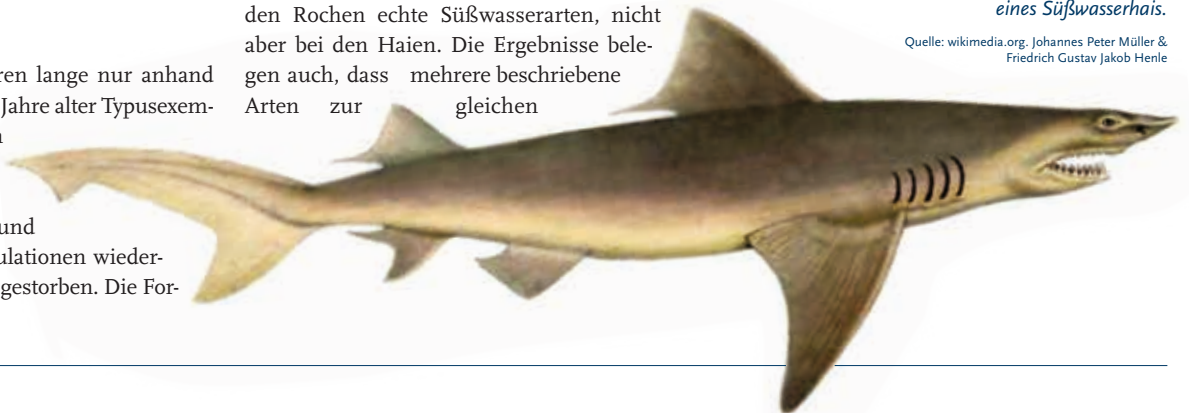 ren lange nur anhand
Jahre alter Typusexem-
und
ulationen wieder-
gestorben. Die For-
den Rochen echte Süßwasserarten, nicht
aber bei den Haien. Die Ergebnisse bele-
gen auch, dass mehrere beschriebene
Arten zur gleichen
eines Süßwasserhais.
Quelle: wikimedia.org. Johannes Peter Müller &
Friedrich Gustav Jakob Henle